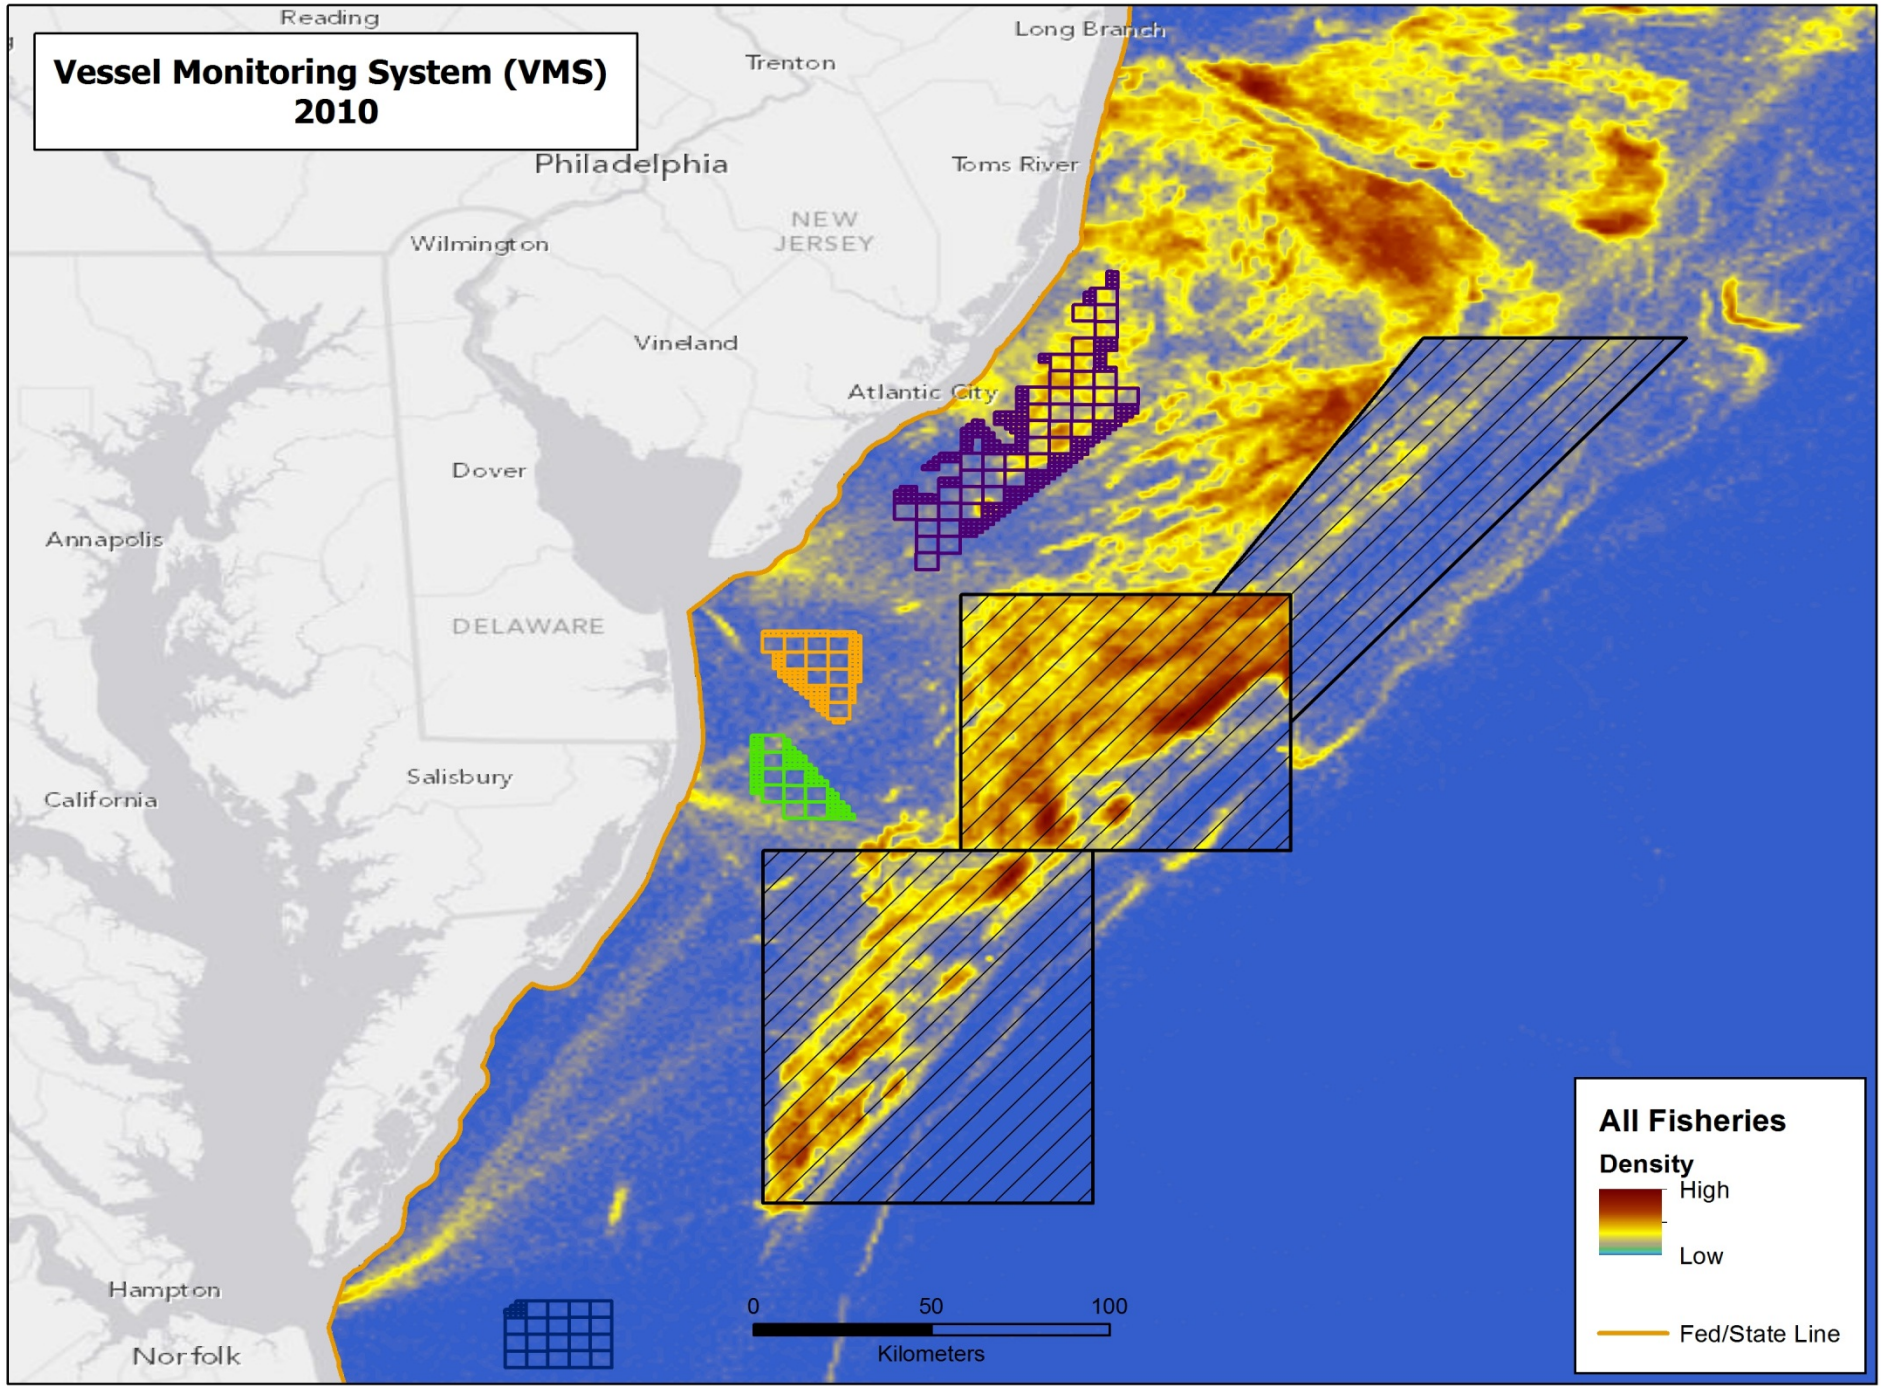 Reading
Long Branch
Vessel Monitoring System (VMS)
2010
Trenton
Philadelphia
Toms River
NEW
JERSEY
Wilmington
Vineland
Atlantic City
Dover
Annapolis
DELAWARE
Salisbury
California
Hampton
Norfolk
0 50 100
Kilometers
All Fisheries
Density
High
Low
Fed/State Line